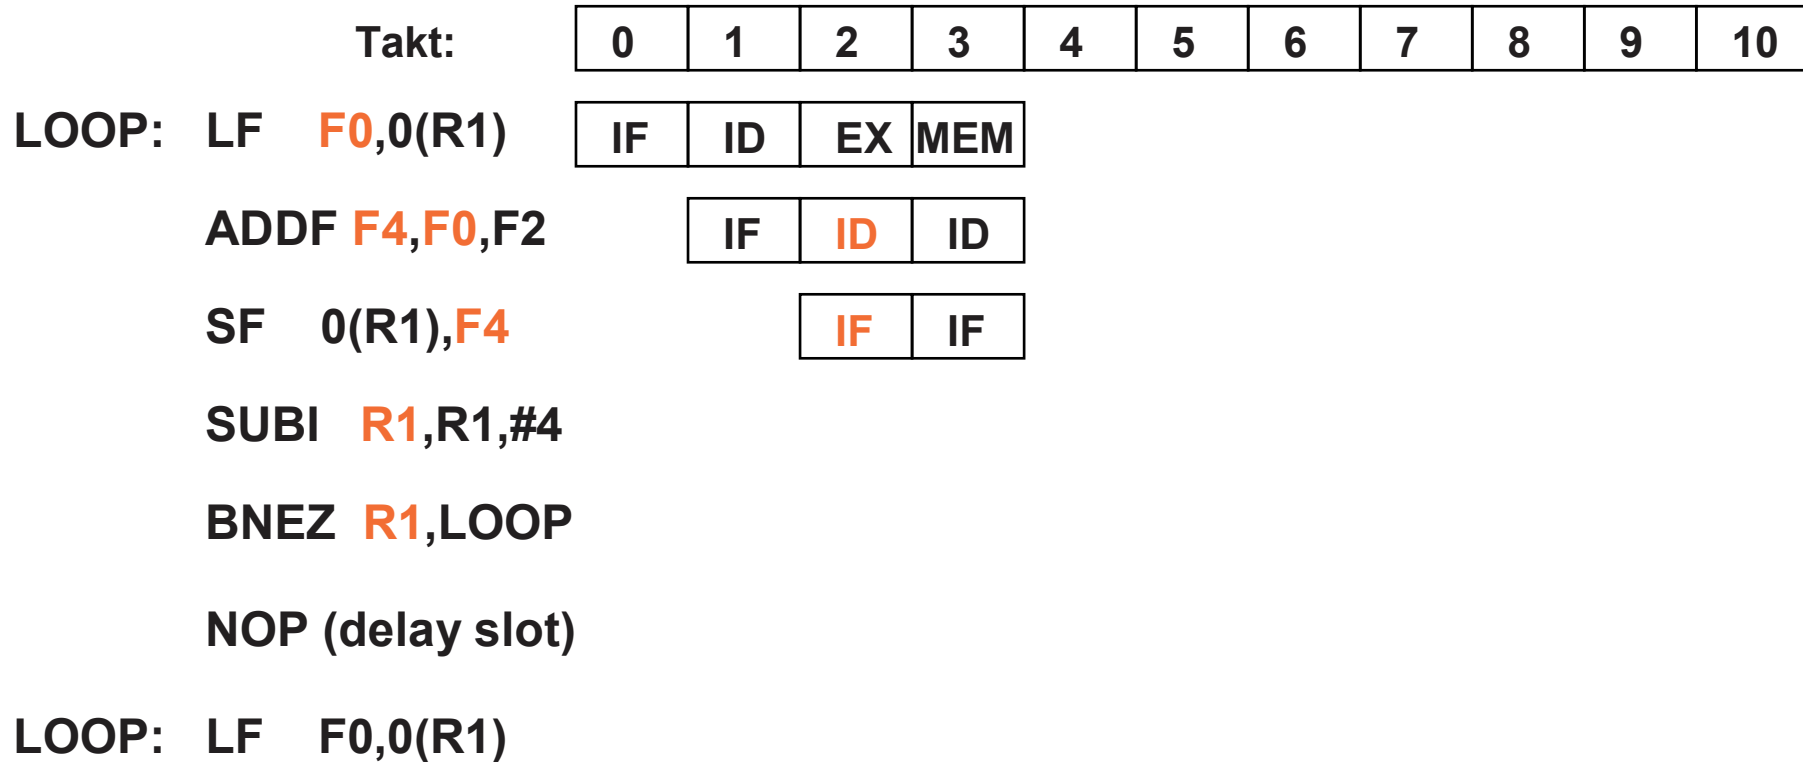 Takt: 0 1 2 3 4 5 6 7 8 9 10
LOOP: LF F0,0(R1) IF ID EX MEM
ADDF F4,F0,F2 IF ID ID
SF 0(R1),F4 IF IF
SUBI R1,R1,#4
BNEZ R1,LOOP
NOP (delay slot)
LOOP: LF F0,0(R1)